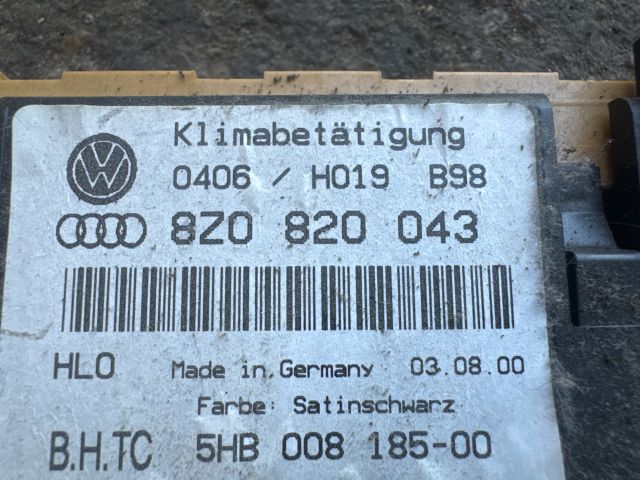 Klimabetätigung
0406 / H019 B98
8Z0 820 043
HLO Made in Germany 03.08.00
Farbe: Satinschwarz
B.H.TC 5HB 008 185-00